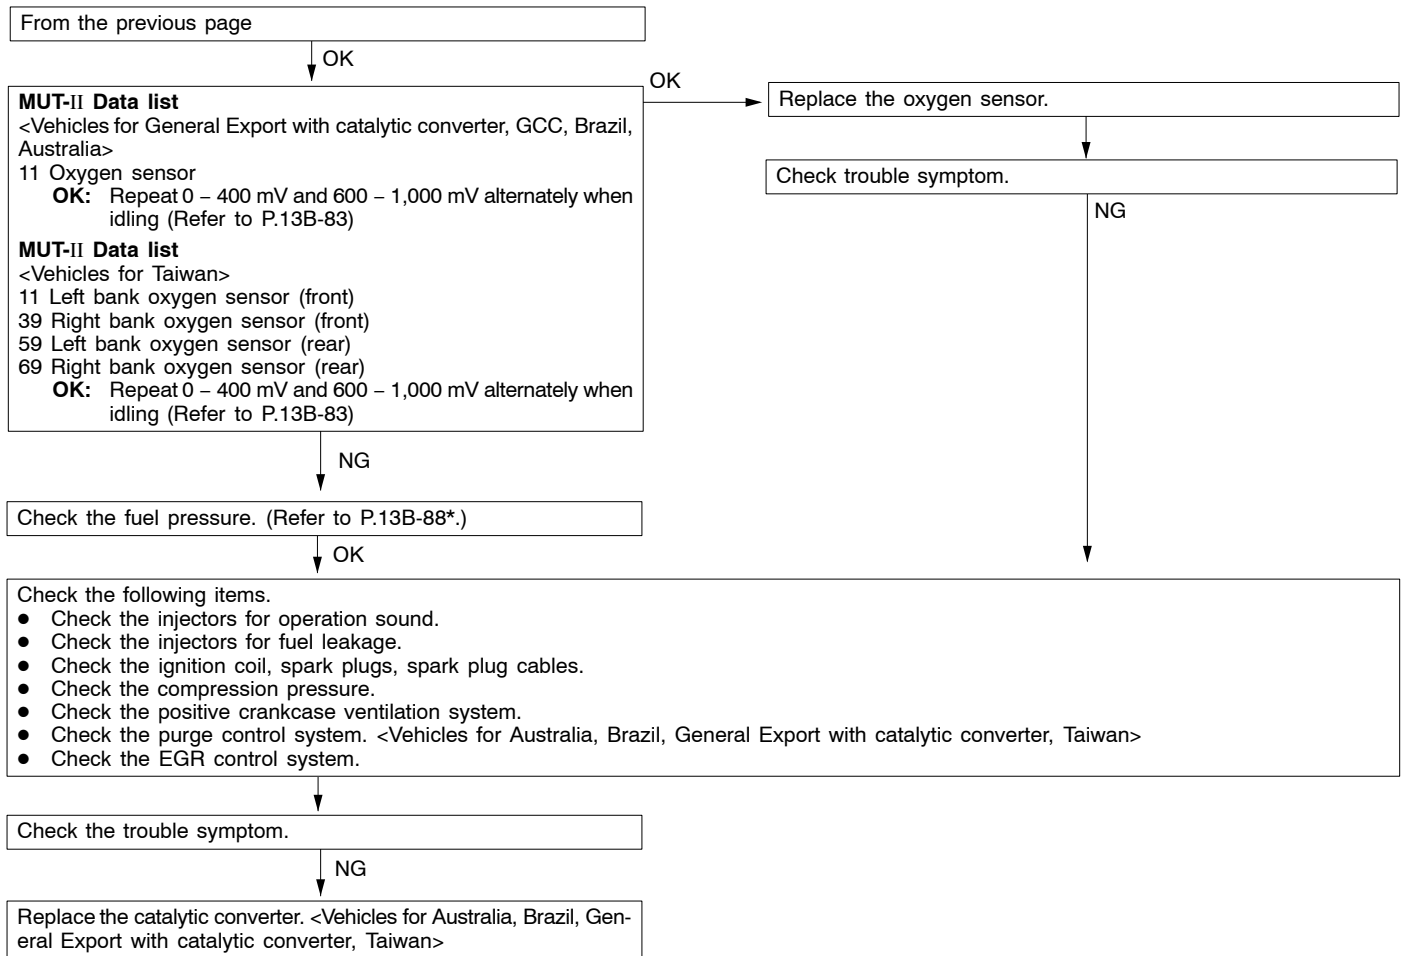 From the previous page
OK
MUT-II Data list
<Vehicles for General Export with catalytic converter, GCC, Brazil,
Australia>
11 Oxygen sensor
OK: Repeat 0 – 400 mV and 600 – 1,000 mV alternately when
idling (Refer to P.13B-83)
MUT-II Data list
<Vehicles for Taiwan>
11 Left bank oxygen sensor (front)
39 Right bank oxygen sensor (front)
59 Left bank oxygen sensor (rear)
69 Right bank oxygen sensor (rear)
OK: Repeat 0 – 400 mV and 600 – 1,000 mV alternately when
idling (Refer to P.13B-83)
OK
Replace the oxygen sensor.
Check trouble symptom.
NG
NG
Check the fuel pressure. (Refer to P.13B-88*.)
OK
Check the following items.
● Check the injectors for operation sound.
● Check the injectors for fuel leakage.
● Check the ignition coil, spark plugs, spark plug cables.
● Check the compression pressure.
● Check the positive crankcase ventilation system.
● Check the purge control system. <Vehicles for Australia, Brazil, General Export with catalytic converter, Taiwan>
● Check the EGR control system.
Check the trouble symptom.
NG
Replace the catalytic converter. <Vehicles for Australia, Brazil, Gen-
eral Export with catalytic converter, Taiwan>